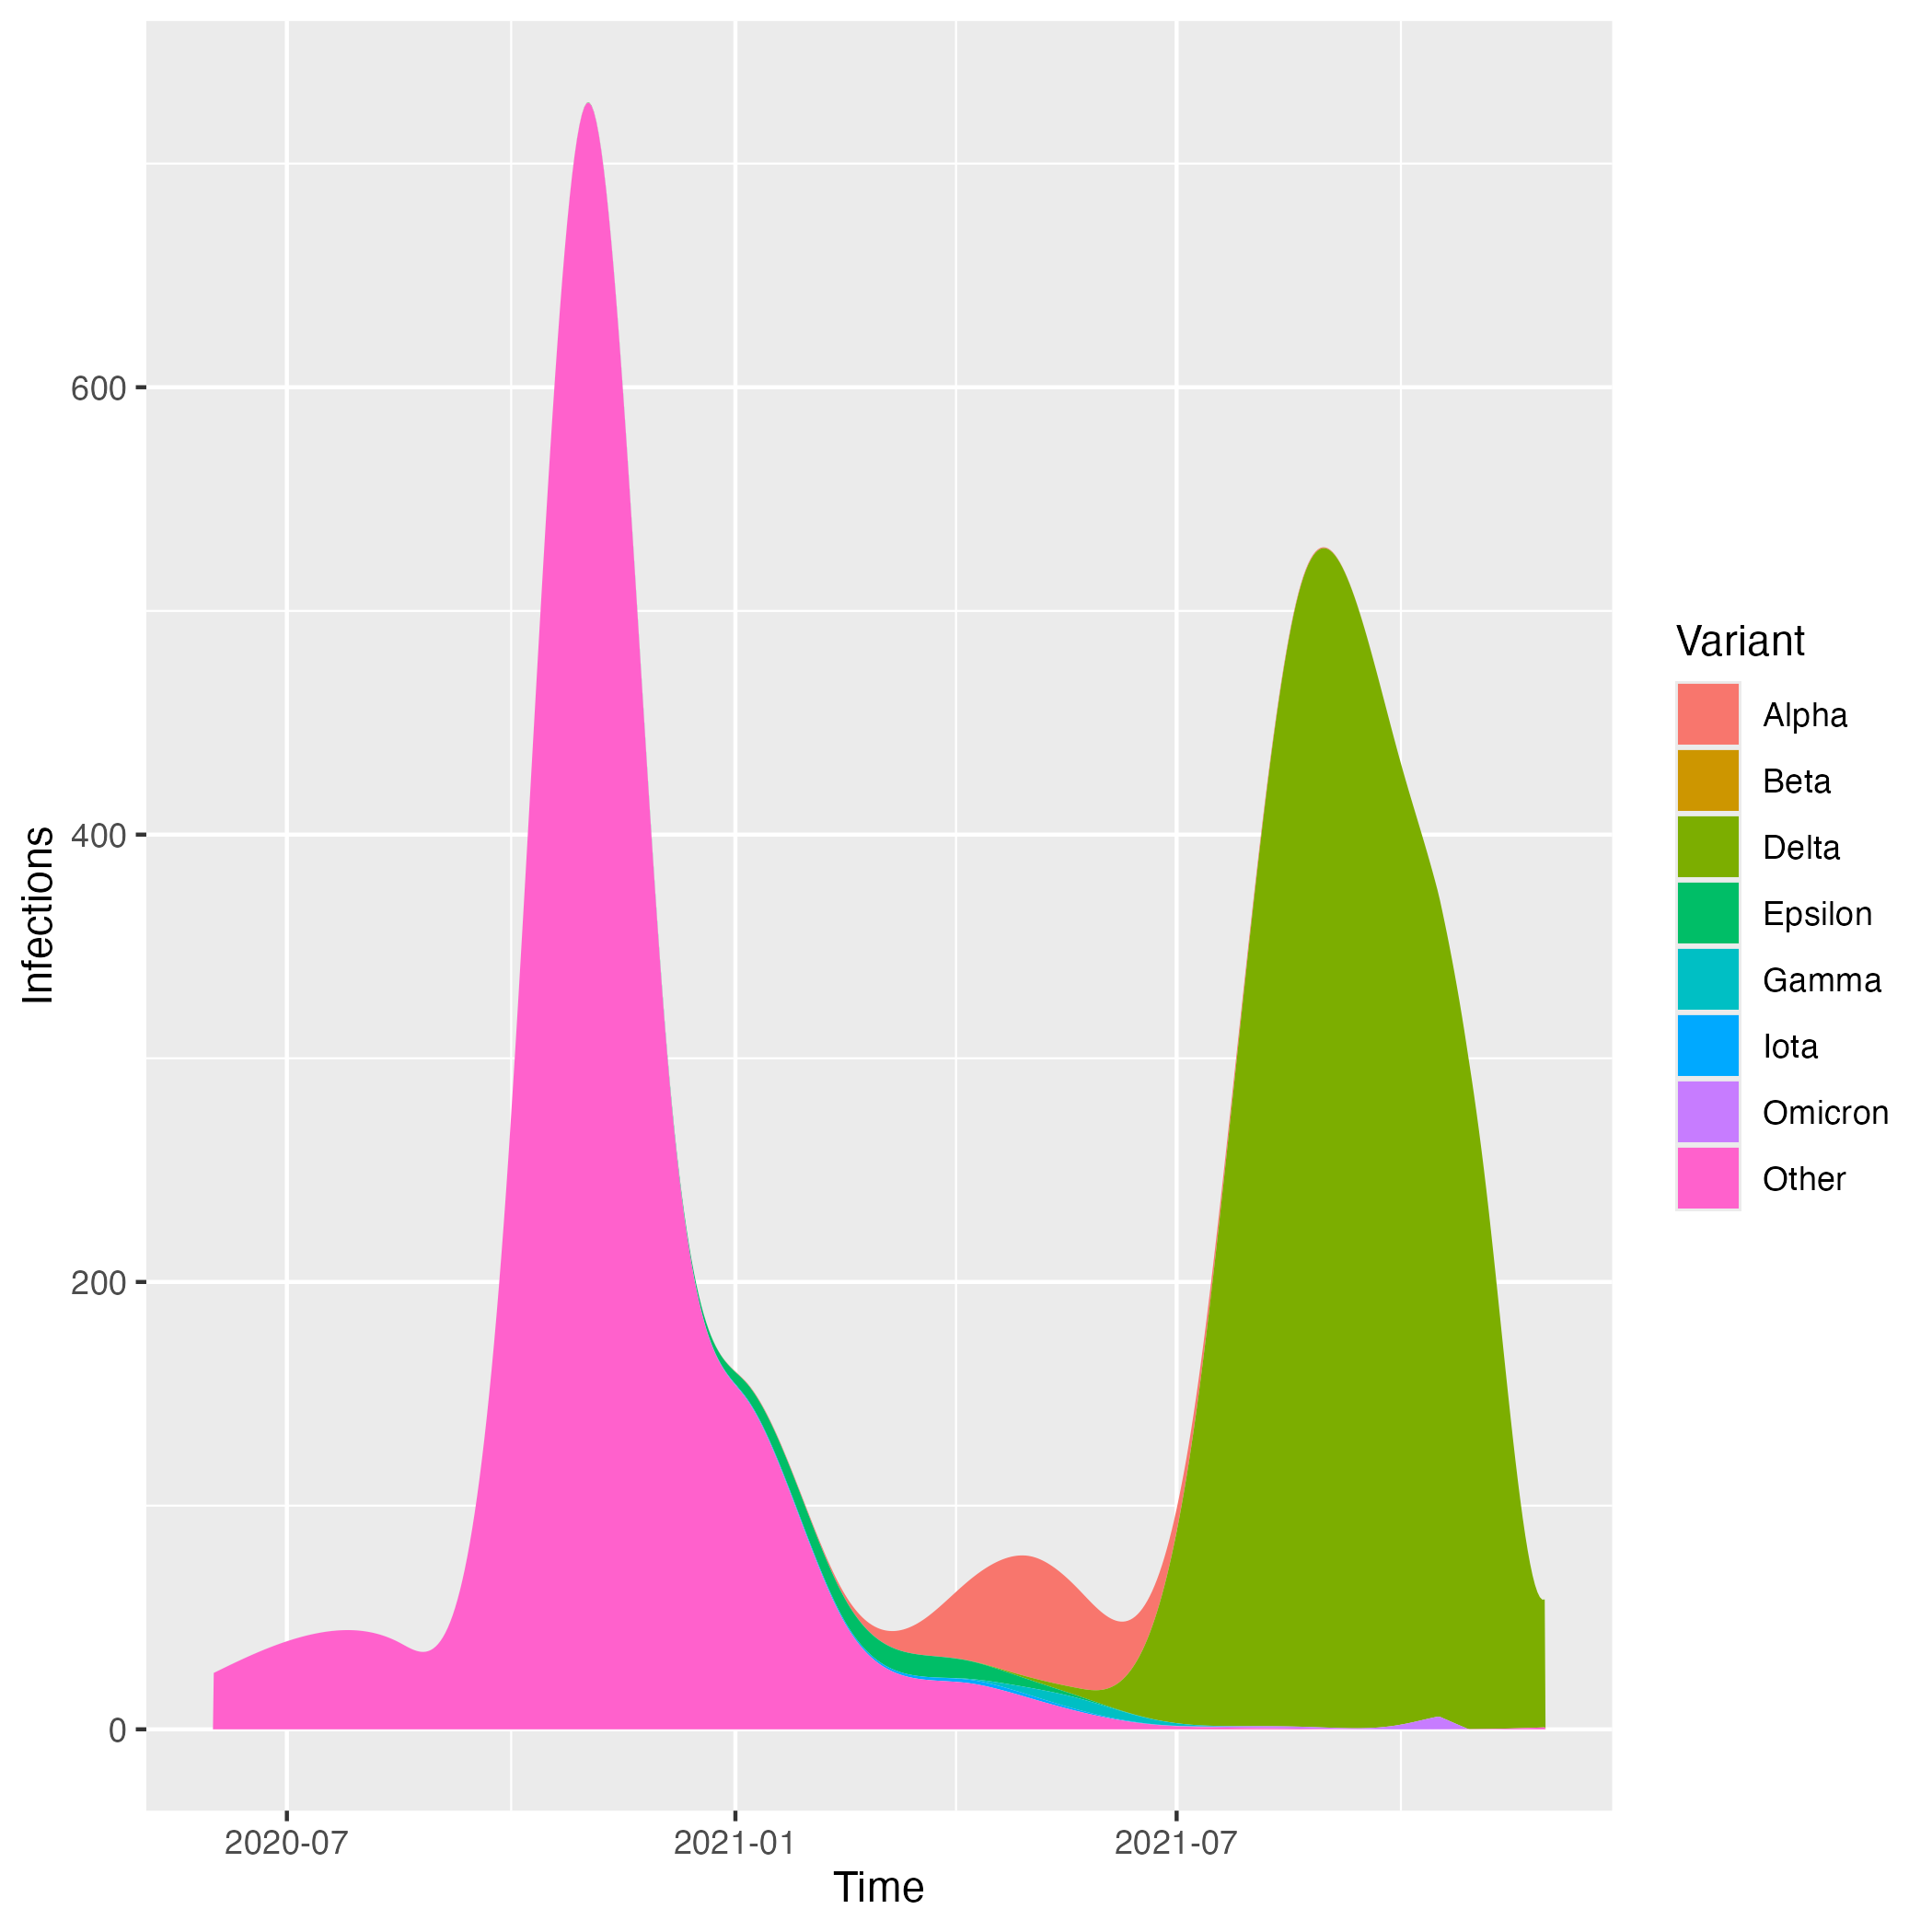 Infections
600
400
200
0
2020-07
2021-01
2021-07
Time
Variant
Alpha
Beta
Delta
Epsilon
Gamma
Iota
Omicron
Other